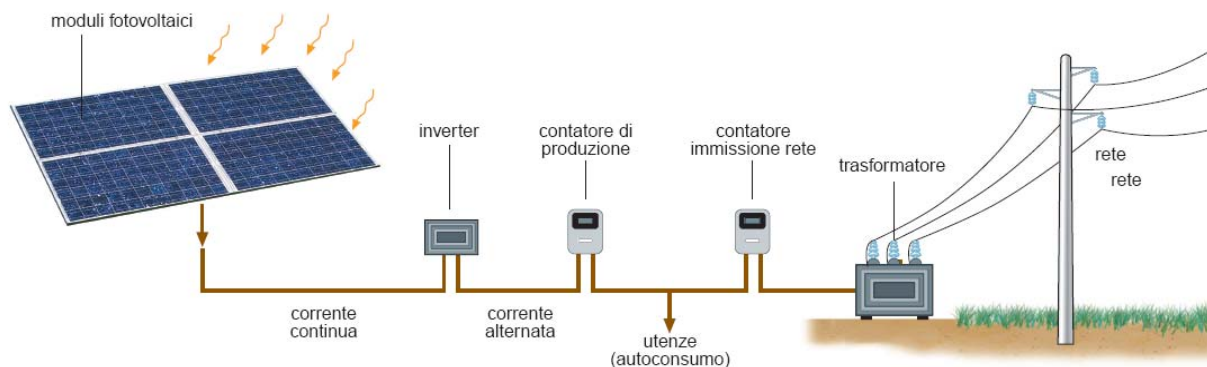 moduli fotovoltaici
inverter
contatore di
produzione
contatore
immissione rete
trasformatore
rete
rete
corrente
continua
corrente
alternata
utenze
(autoconsumo)